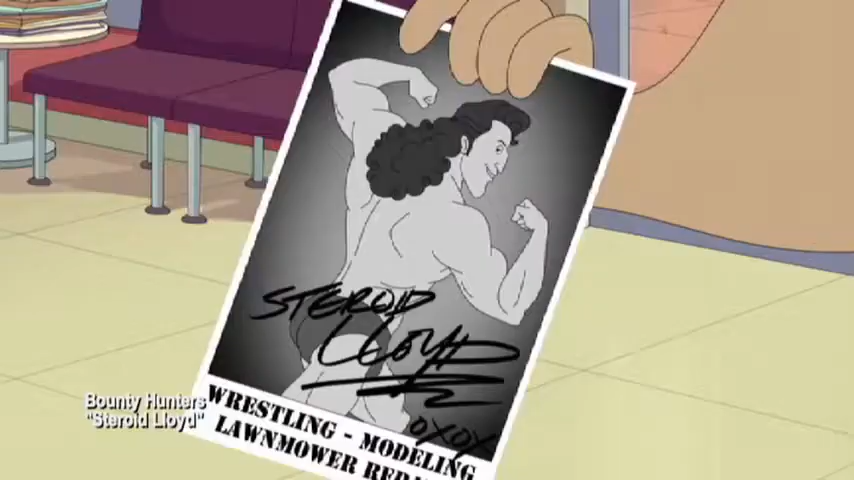 STEROID
LLOYD
OXOX
WRESTLING - MODELING
LAWNMOWER
Bounty Hunters
"Steroid Lloyd"